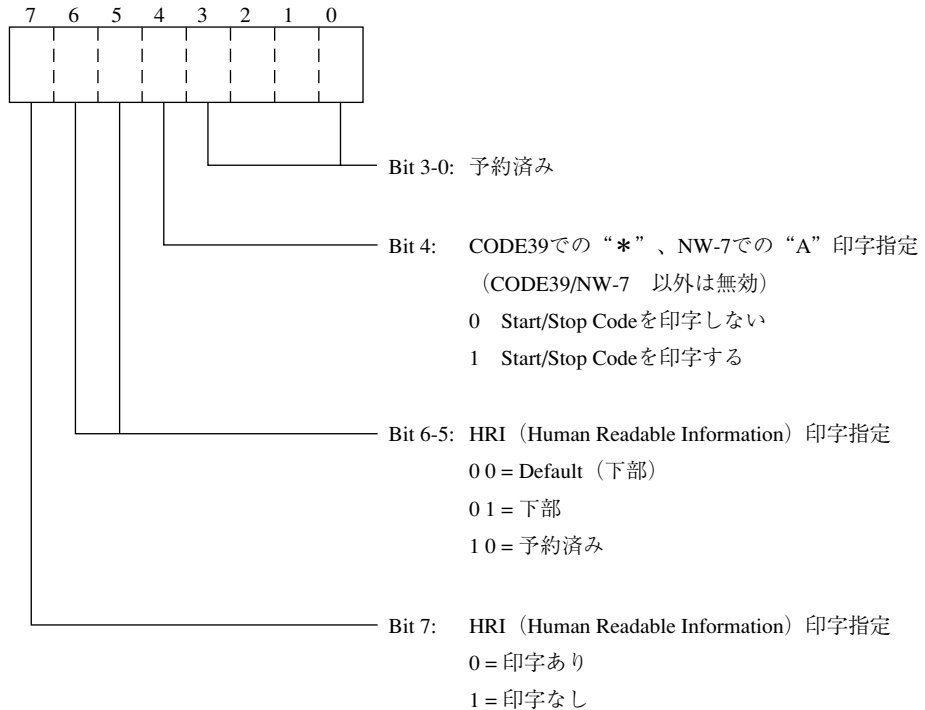 7 6 5 4 3 2 1 0
Bit 3-0: 予約済み
Bit 4: CODE39での“*”、NW-7での“A”印字指定
（CODE39/NW-7　以外は無効）
0　Start/Stop Codeを印字しない
1　Start/Stop Codeを印字する
Bit 6-5: HRI（Human Readable Information）印字指定
0 0 = Default（下部）
0 1 = 下部
1 0 = 予約済み
Bit 7: HRI（Human Readable Information）印字指定
0 = 印字あり
1 = 印字なし